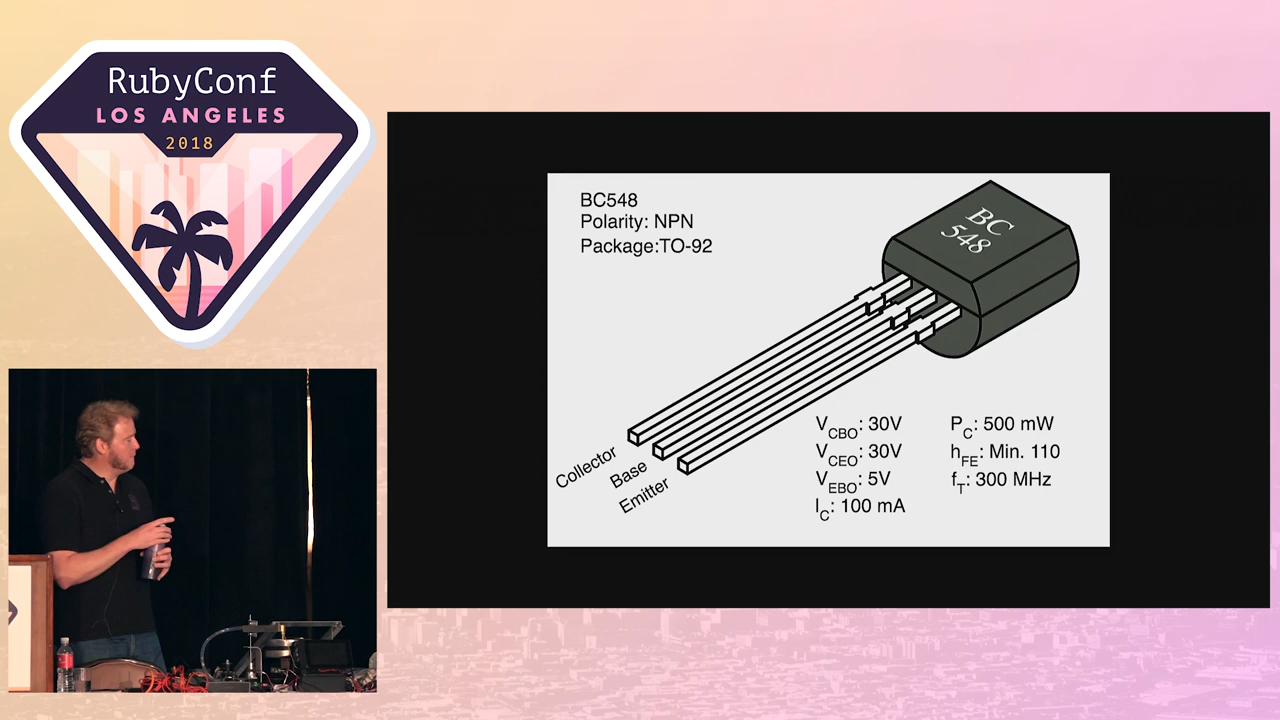 RubyConf
LOS ANGELES
2018
BC548
Polarity: NPN
Package:TO-92
BC
548
Collector
Base
Emitter
VCBO: 30V
VCEO: 30V
VEBO: 5V
IC: 100 mA
PC: 500 mW
hFE: Min. 110
fT: 300 MHz